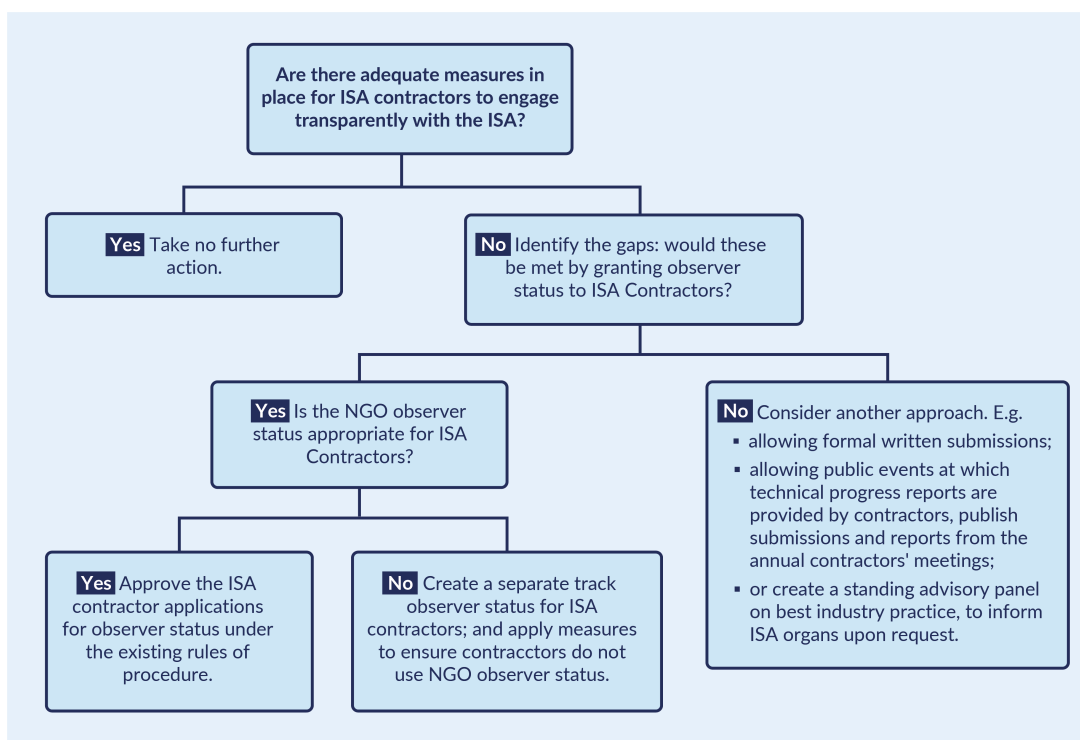 Are there adequate measures in
place for ISA contractors to engage
transparently with the ISA?
Yes Take no further
action.
No Identify the gaps: would these
be met by granting observer
status to ISA Contractors?
Yes Is the NGO observer
status appropriate for ISA
Contractors?
No Consider another approach. E.g.
▪ allowing formal written submissions;
▪ allowing public events at which
technical progress reports are
provided by contractors, publish
submissions and reports from the
annual contractors' meetings;
▪ or create a standing advisory panel
on best industry practice, to inform
ISA organs upon request.
Yes Approve the ISA
contractor applications
for observer status under
the existing rules of
procedure.
No Create a separate track
observer status for ISA
contractors; and apply measures
to ensure contracctors do not
use NGO observer status.